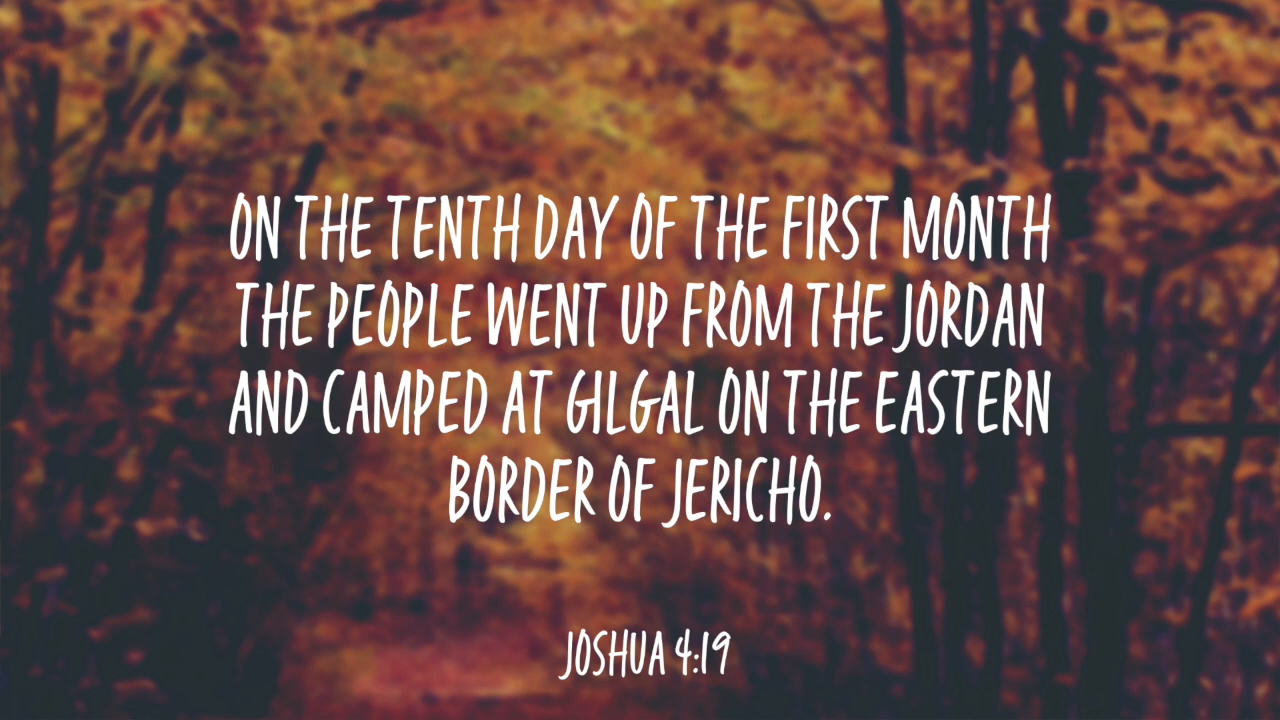 ON THE TENTH DAY OF THE FIRST MONTH
THE PEOPLE WENT UP FROM THE JORDAN
AND CAMPED AT GILGAL ON THE EASTERN
BORDER OF JERICHO.
JOSHUA 4:19